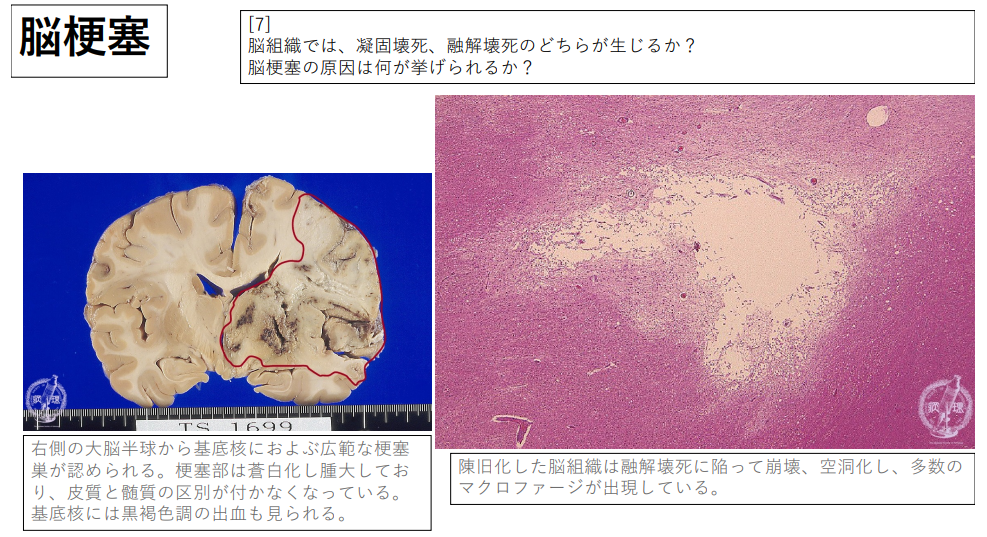 脳梗塞
[7]
脳組織では、凝固壊死、融解壊死のどちらが生じるか？
脳梗塞の原因は何が挙げられるか？
病理
TS 1699
右側の大脳半球から基底核におよぶ広範な梗塞
巣が認められる。梗塞部は蒼白化し腫大してお
り、皮質と髄質の区別が付かなくなっている。
基底核には黒褐色調の出血も見られる。
病理
陳旧化した脳組織は融解壊死に陥って崩壊、空洞化し、多数の
マクロファージが出現している。